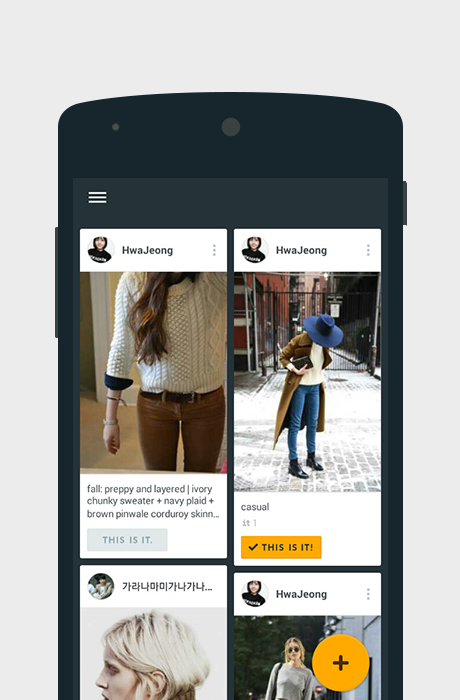 HwaJeong
fall: preppy and layered | ivory
chunky sweater + navy plaid +
brown pinwale corduroy skinn...
THIS IS IT.
HwaJeong
casual
it 1
THIS IS IT!
가라나마미가나가나...
HwaJeong